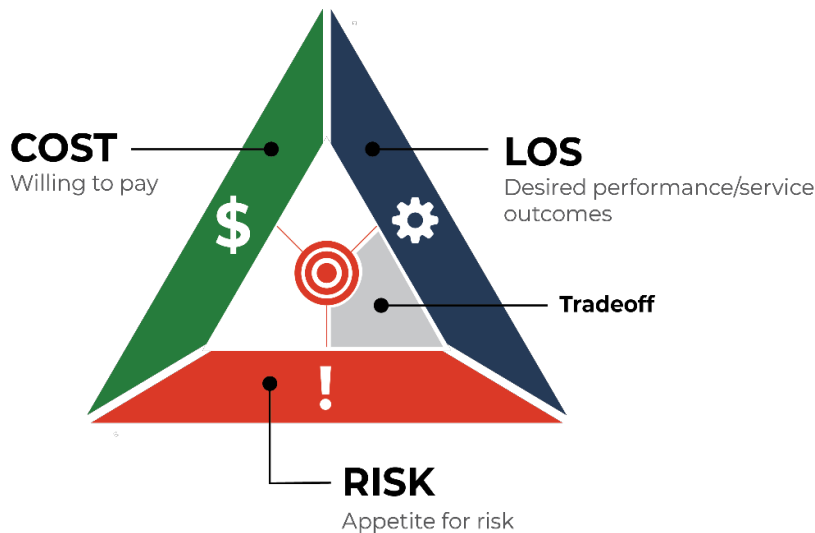 COST
Willing to pay
$
LOS
Desired performance/service
outcomes
Tradeoff
!
RISK
Appetite for risk